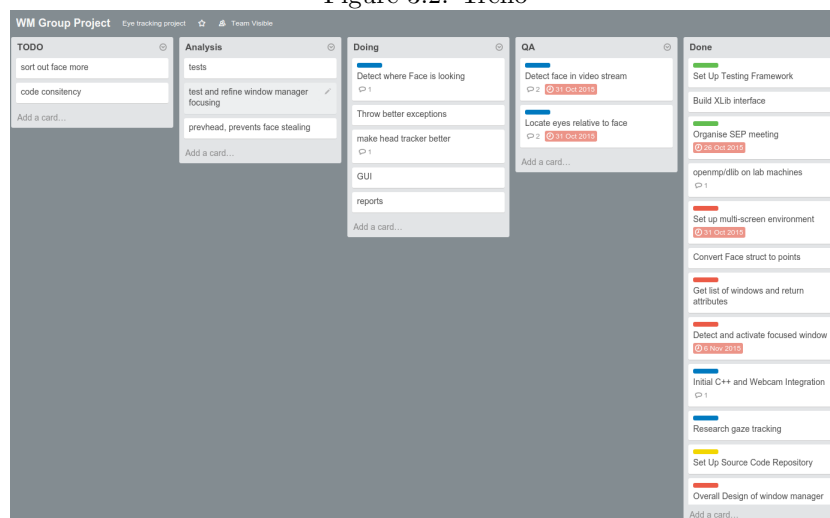 WM Group Project Eye tracking project Team Visible
TODO
sort out face more
code consitency
Add a card...
Analysis
tests
test and refine window manager
focusing
prevhead, prevents face stealing
Add a card...
Doing
Detect where Face is looking
1
Throw better exceptions
make head tracker better
1
GUI
reports
Add a card...
QA
Detect face in video stream
2 31 Oct 2015
Locate eyes relative to face
2 31 Oct 2015
Add a card...
Done
Set Up Testing Framework
Build XLib interface
Organise SEP meeting
26 Oct 2015
openmp/dlib on lab machines
1
Set up multi-screen environment
31 Oct 2015
Convert Face struct to points
Get list of windows and return
attributes
Detect and activate focused window
6 Nov 2015
Initial C++ and Webcam Integration
1
Research gaze tracking
Set Up Source Code Repository
Overall Design of window manager
Add a card...